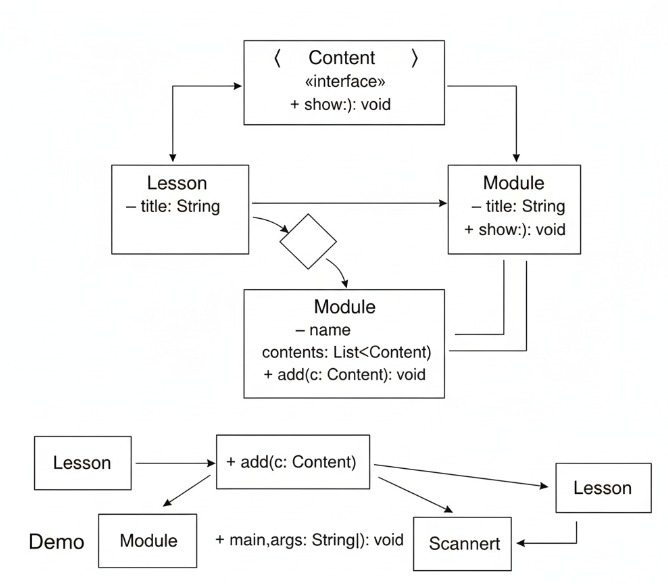 〈 Content 〉
«interface»
+ show:): void
Lesson
– title: String
Module
– title: String
+ show:): void
Module
– name
contents: List<Content)
+ add(c: Content): void
Lesson
+ add(c: Content)
Lesson
Demo
Module
+ main,args: String|): void
Scannert